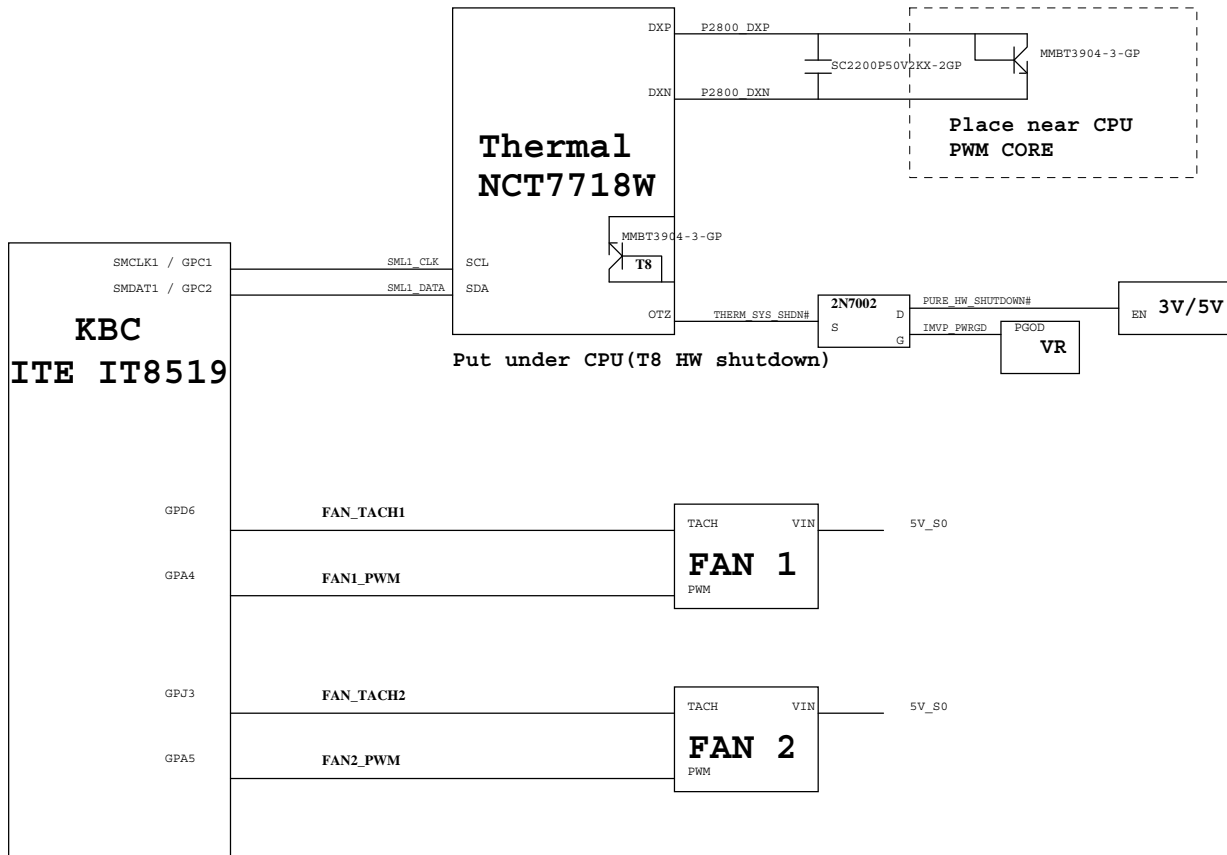 DXP
P2800_DXP
SC2200P50V2KX-2GP
MMBT3904-3-GP
DXN
P2800_DXN
Place near CPU
PWM CORE
Thermal
NCT7718W
MMBT3904-3-GP
T8
SMCLK1 / GPC1
SML1_CLK
SCL
SMDAT1 / GPC2
SML1_DATA
SDA
OTZ
THERM_SYS_SHDN#
2N7002
S
D
G
PURE_HW_SHUTDOWN#
IMVP_PWRGD
EN
3V/5V
PGOD
VR
KBC
ITE IT8519
Put under CPU(T8 HW shutdown)
GPD6
FAN_TACH1
TACH
VIN
5V_S0
FAN 1
GPA4
FAN1_PWM
PWM
GPJ3
FAN_TACH2
TACH
VIN
5V_S0
FAN 2
GPA5
FAN2_PWM
PWM